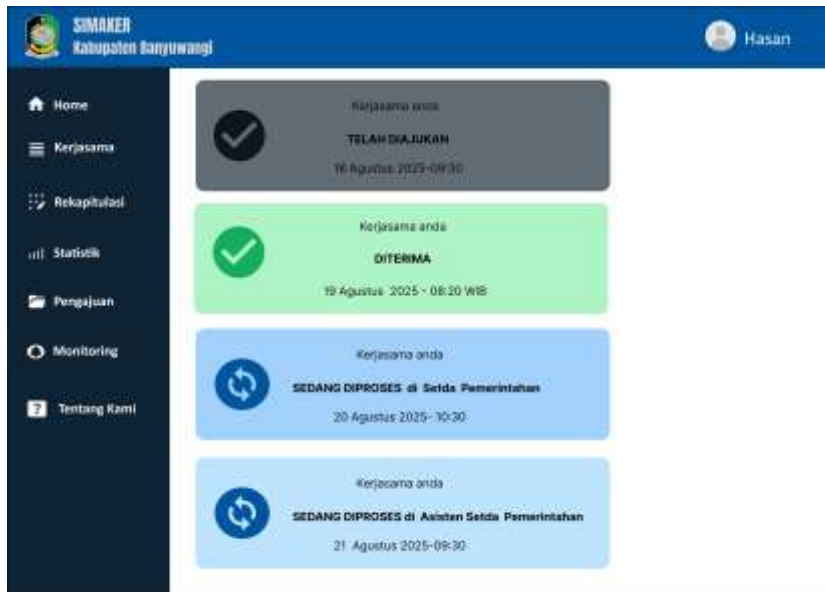 SIMAKER
Kabupaten Banyuwangi
Hasan
Home
Kerjasama
Rekapitulasi
Statistik
Pengajuan
Monitoring
Tentang Kami
Kerjasama anda
TELAH DIAJUKAN
18 Agustus 2025-09:30
Kerjasama anda
DITERIMA
19 Agustus 2025 - 08:20 WIB
Kerjasama anda
SEDANG DIPROSES di Setda Pemerintahan
20 Agustus 2025- 10:30
Kerjasama anda
SEDANG DIPROSES di Asisten Setda Pemerintahan
21 Agustus 2025-09:30